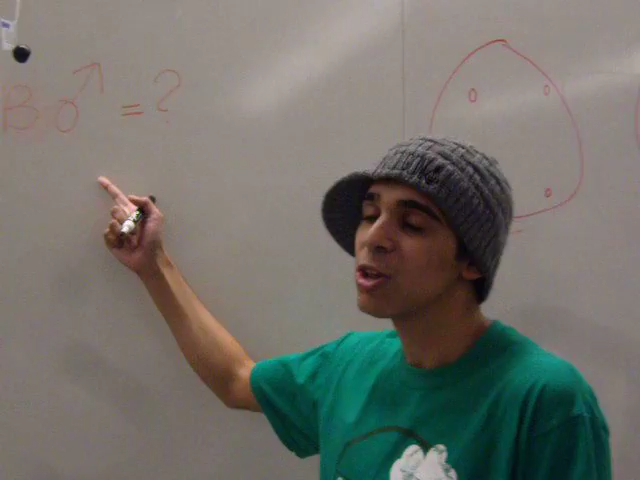 B♂ = ?